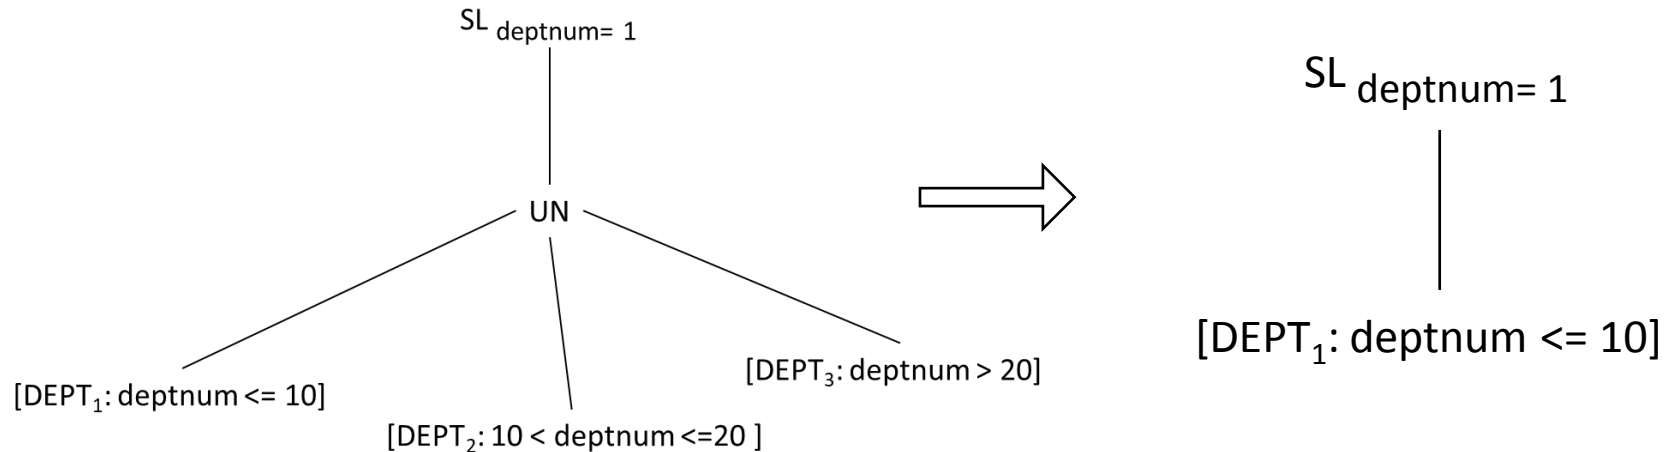 SL deptnum= 1
UN
[DEPT₁: deptnum <= 10]
[DEPT₂: 10 < deptnum <=20 ]
[DEPT₃: deptnum > 20]
SL deptnum= 1
[DEPT₁: deptnum <= 10]